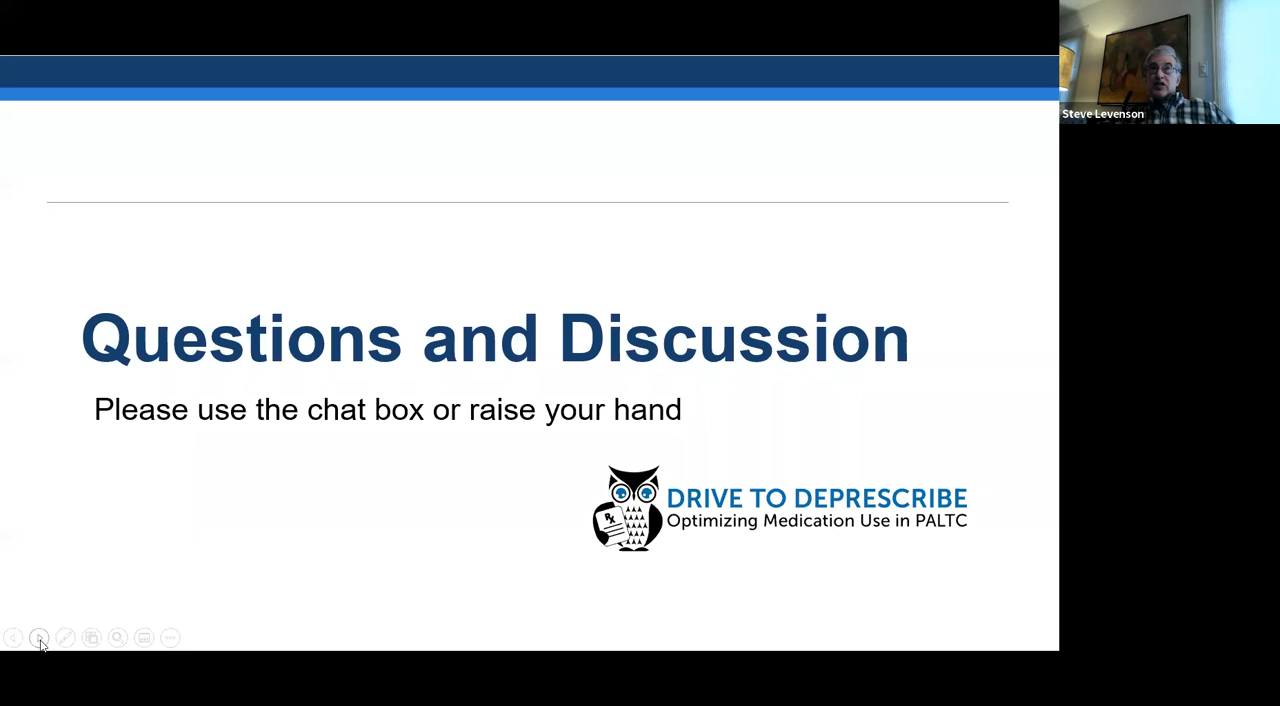 Steve Levenson
Questions and Discussion
Please use the chat box or raise your hand
Rx
DRIVE TO DEPRESCRIBE
Optimizing Medication Use in PALTC